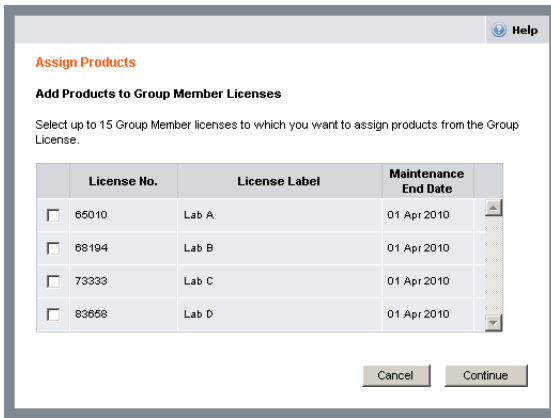 Help
Assign Products
Add Products to Group Member Licenses
Select up to 15 Group Member licenses to which you want to assign products from the Group
License.
License No. License Label Maintenance End Date
65010 Lab A 01 Apr 2010
68194 Lab B 01 Apr 2010
73333 Lab C 01 Apr 2010
83658 Lab D 01 Apr 2010
Cancel Continue